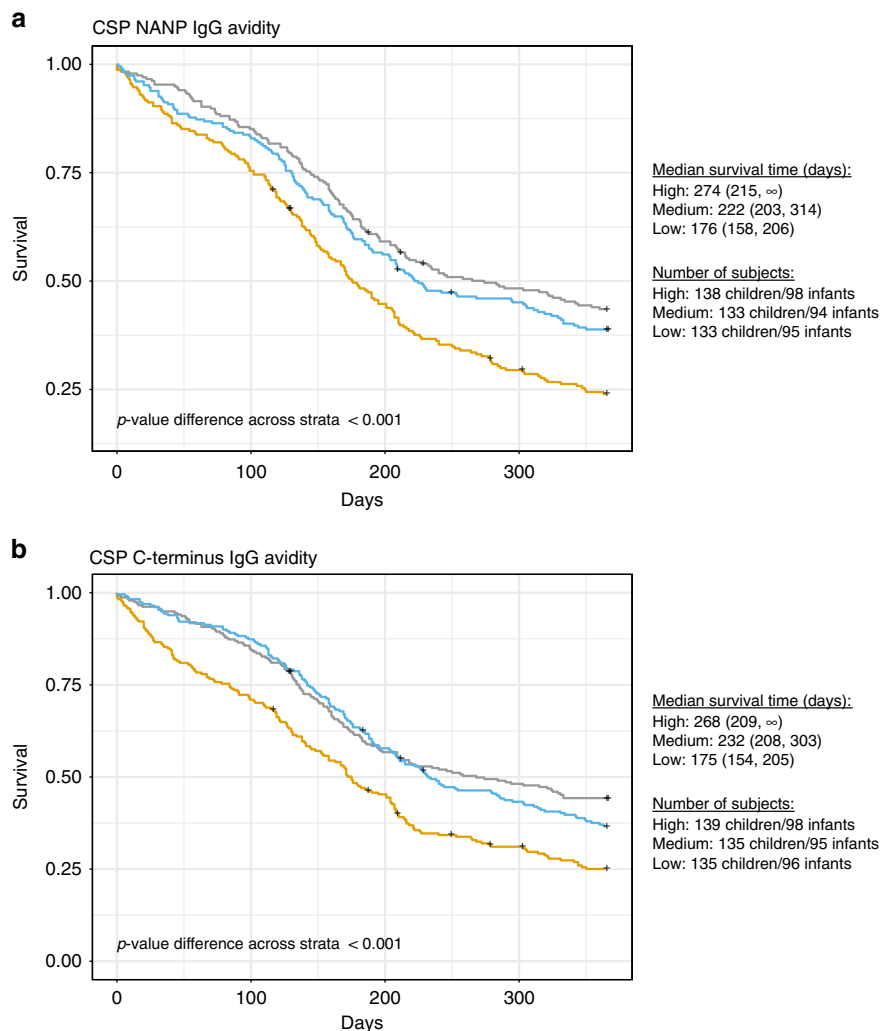 a
CSP NANP IgG avidity
1.00
0.75
0.50
0.25
Survival
p-value difference across strata < 0.001
0 100 200 300
Days
Median survival time (days):
High: 274 (215, ∞)
Medium: 222 (203, 314)
Low: 176 (158, 206)
Number of subjects:
High: 138 children/98 infants
Medium: 133 children/94 infants
Low: 133 children/95 infants
b
CSP C-terminus IgG avidity
1.00
0.75
0.50
0.25
0.00
Survival
p-value difference across strata < 0.001
0 100 200 300
Days
Median survival time (days):
High: 268 (209, ∞)
Medium: 232 (208, 303)
Low: 175 (154, 205)
Number of subjects:
High: 139 children/98 infants
Medium: 135 children/95 infants
Low: 135 children/96 infants